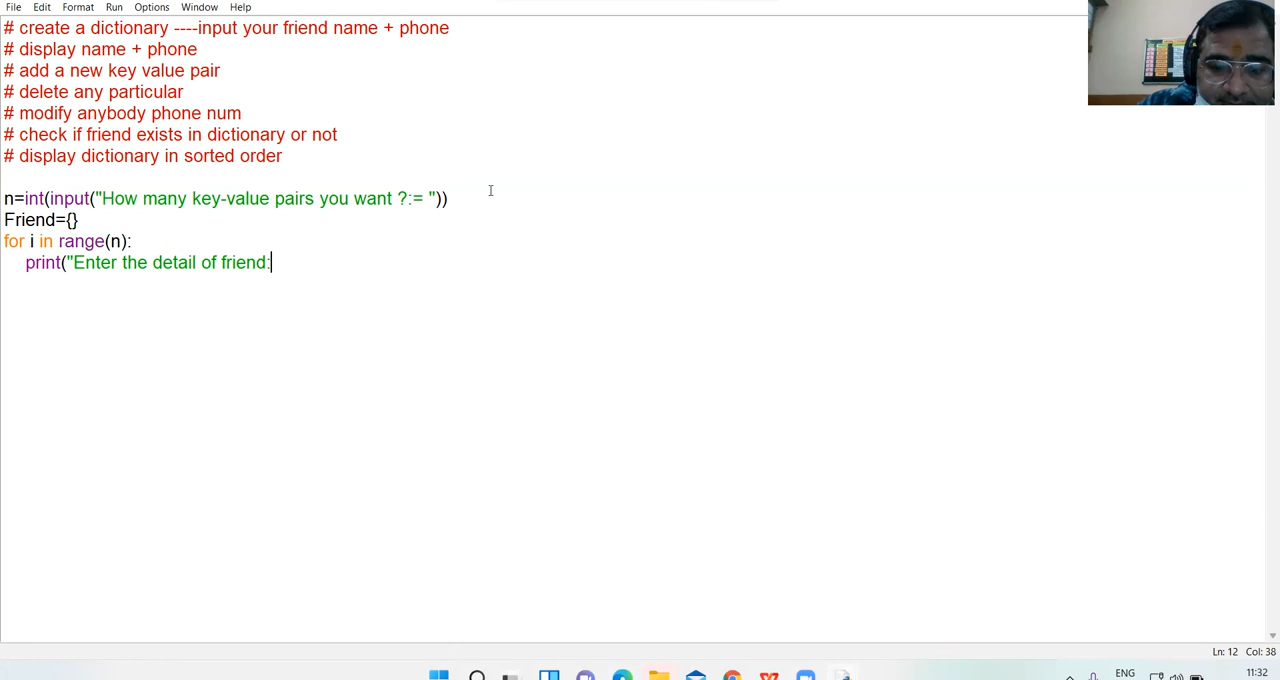 File Edit Format Run Options Window Help
# create a dictionary ----input your friend name + phone
# display name + phone
# add a new key value pair
# delete any particular
# modify anybody phone num
# check if friend exists in dictionary or not
# display dictionary in sorted order
n=int(input("How many key-value pairs you want ?:= "))
Friend={}
for i in range(n):
print("Enter the detail of friend:
Ln: 12 Col: 38
ENG
11:32